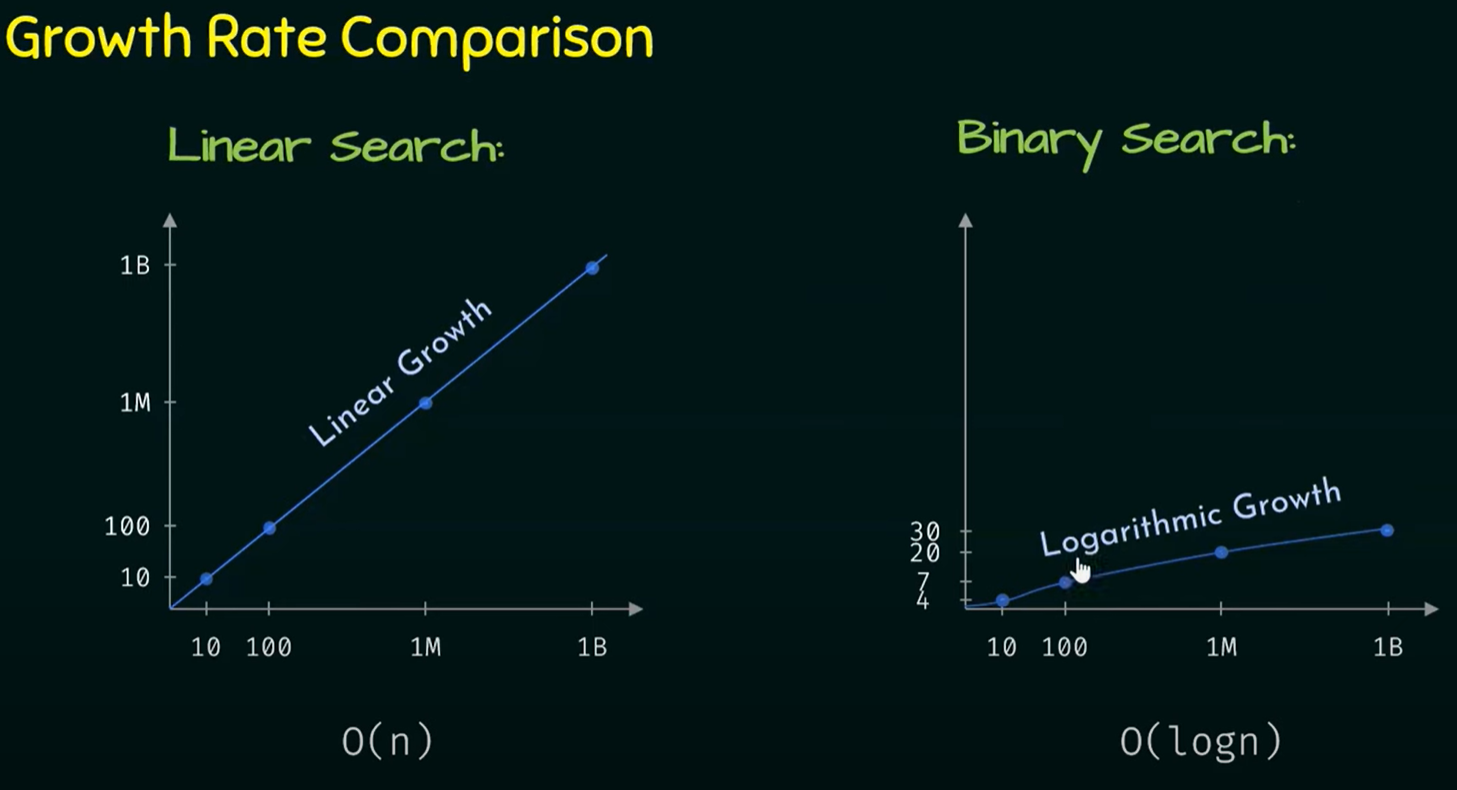 Growth Rate Comparison
Linear Search:
1B
1M
100
10
Linear Growth
10 100 1M 1B
O(n)
Binary Search:
30
20
7
4
Logarithmic Growth
10 100 1M 1B
O(logn)